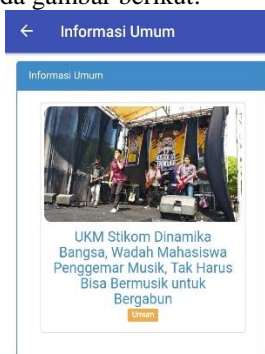 da gambar berikut:
Informasi Umum
Informasi Umum
UKM Stikom Dinamika
Bangsa, Wadah Mahasiswa
Penggemar Musik, Tak Harus
Bisa Bermusik untuk
Bergabun
Umum